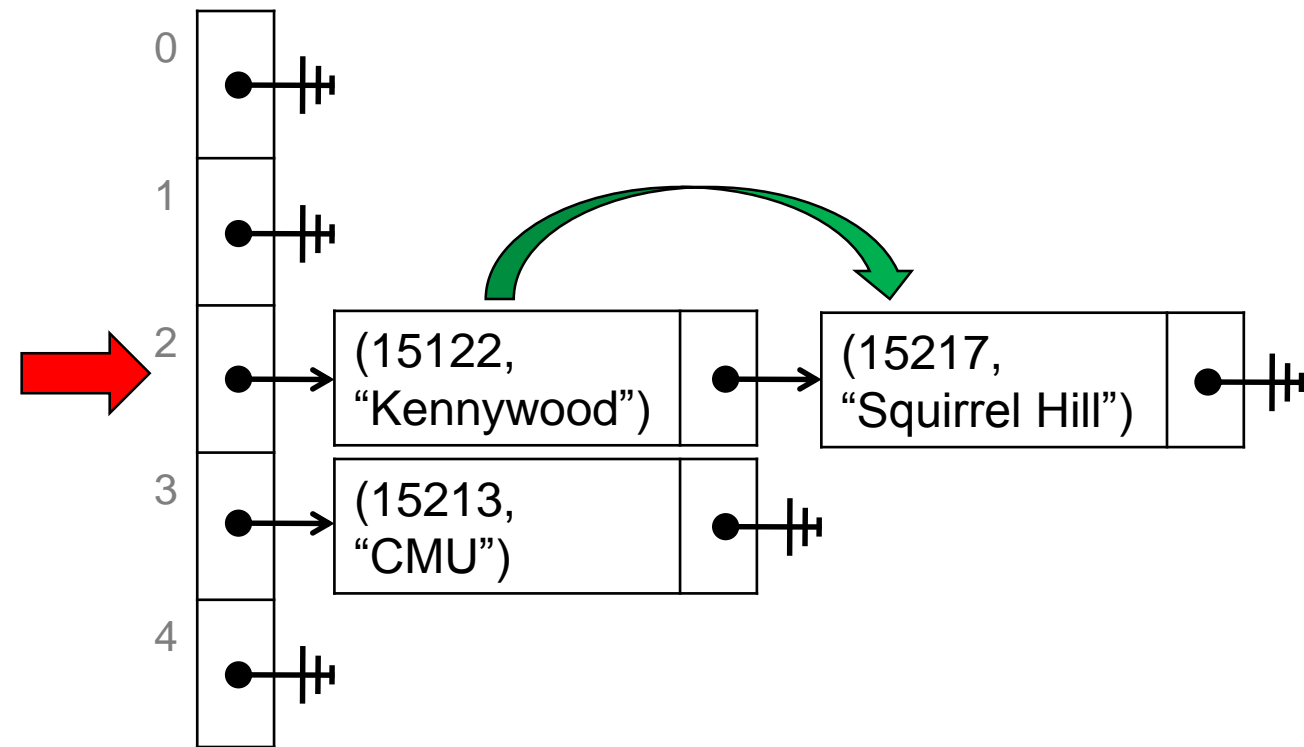 0
1
2
(15122,
“Kennywood”)
(15217,
“Squirrel Hill”)
3
(15213,
“CMU”)
4